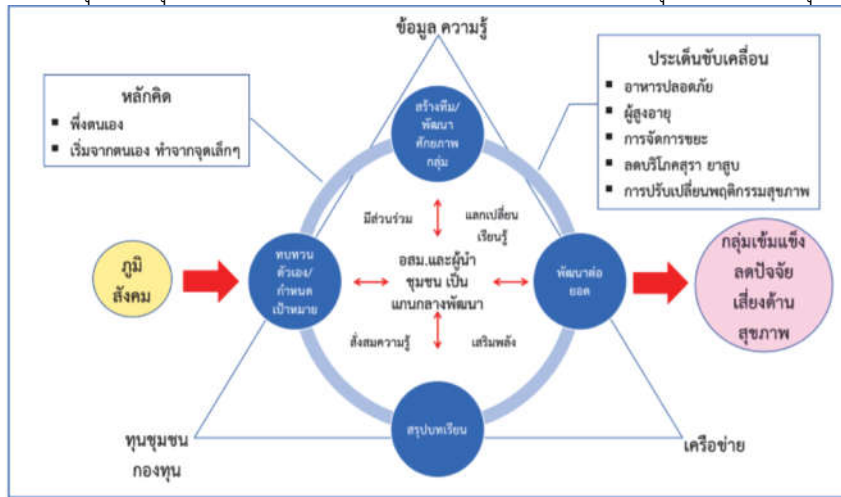 ข้อมูล ความรู้
หลักคิด
▪ พึ่งตนเอง
▪ เริ่มจากตนเอง ทำจากจุดเล็กๆ
ประเด็นขับเคลื่อน
▪ อาหารปลอดภัย
▪ ผู้สูงอายุ
▪ การจัดการขยะ
▪ ลดบริโภคสุรา ยาสูบ
▪ การปรับเปลี่ยนพฤติกรรมสุขภาพ
สร้างทีม/
พัฒนา
ศักยภาพ
กลุ่ม
มีส่วนร่วม
แลกเปลี่ยน
เรียนรู้
ภูมิ
สังคม
ทบทวน
ตัวเอง/
กำหนด
เป้าหมาย
อสม.และผู้นำ
ชุมชน เป็น
แกนกลางพัฒนา
พัฒนาต่อ
ยอด
กลุ่มเข้มแข็ง
ลดปัจจัย
เสี่ยงด้าน
สุขภาพ
สั่งสมความรู้
เสริมพลัง
สรุปบทเรียน
ทุนชุมชน
กองทุน
เครือข่าย